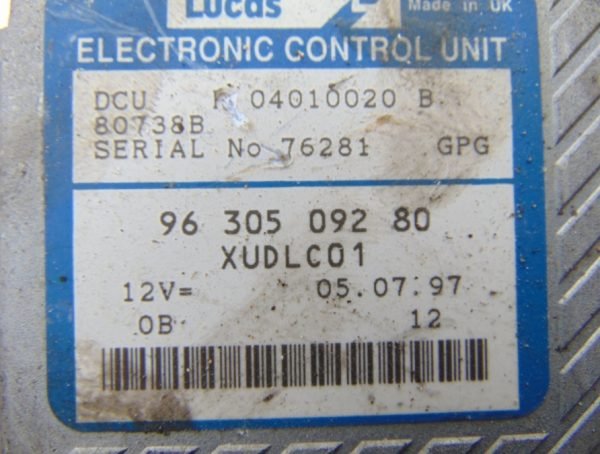 Lucas
Made in UK
ELECTRONIC CONTROL UNIT
DCU 04010020 B
80738B
SERIAL No 76281 GPG
96 305 092 80
XUDLC01
12V= 05.07.97
0B 12